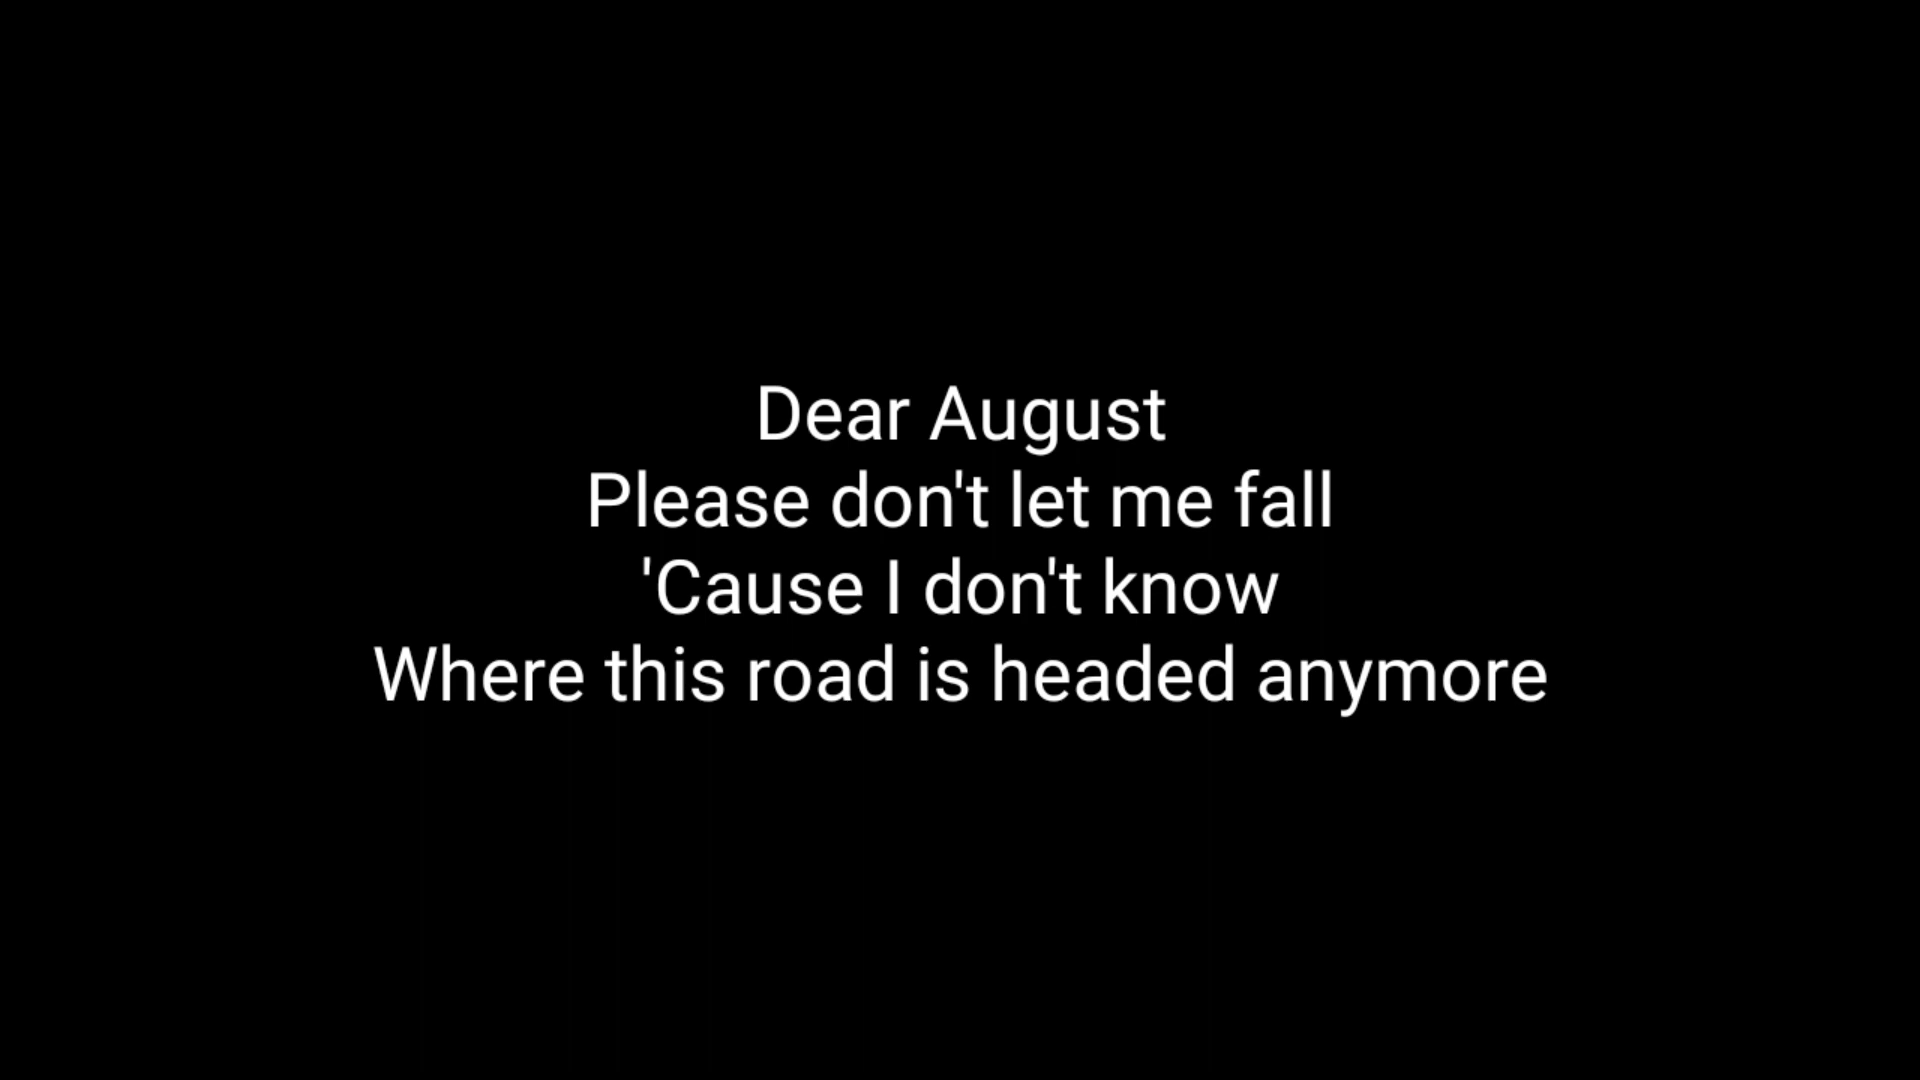 Dear August
Please don't let me fall
'Cause I don't know
Where this road is headed anymore